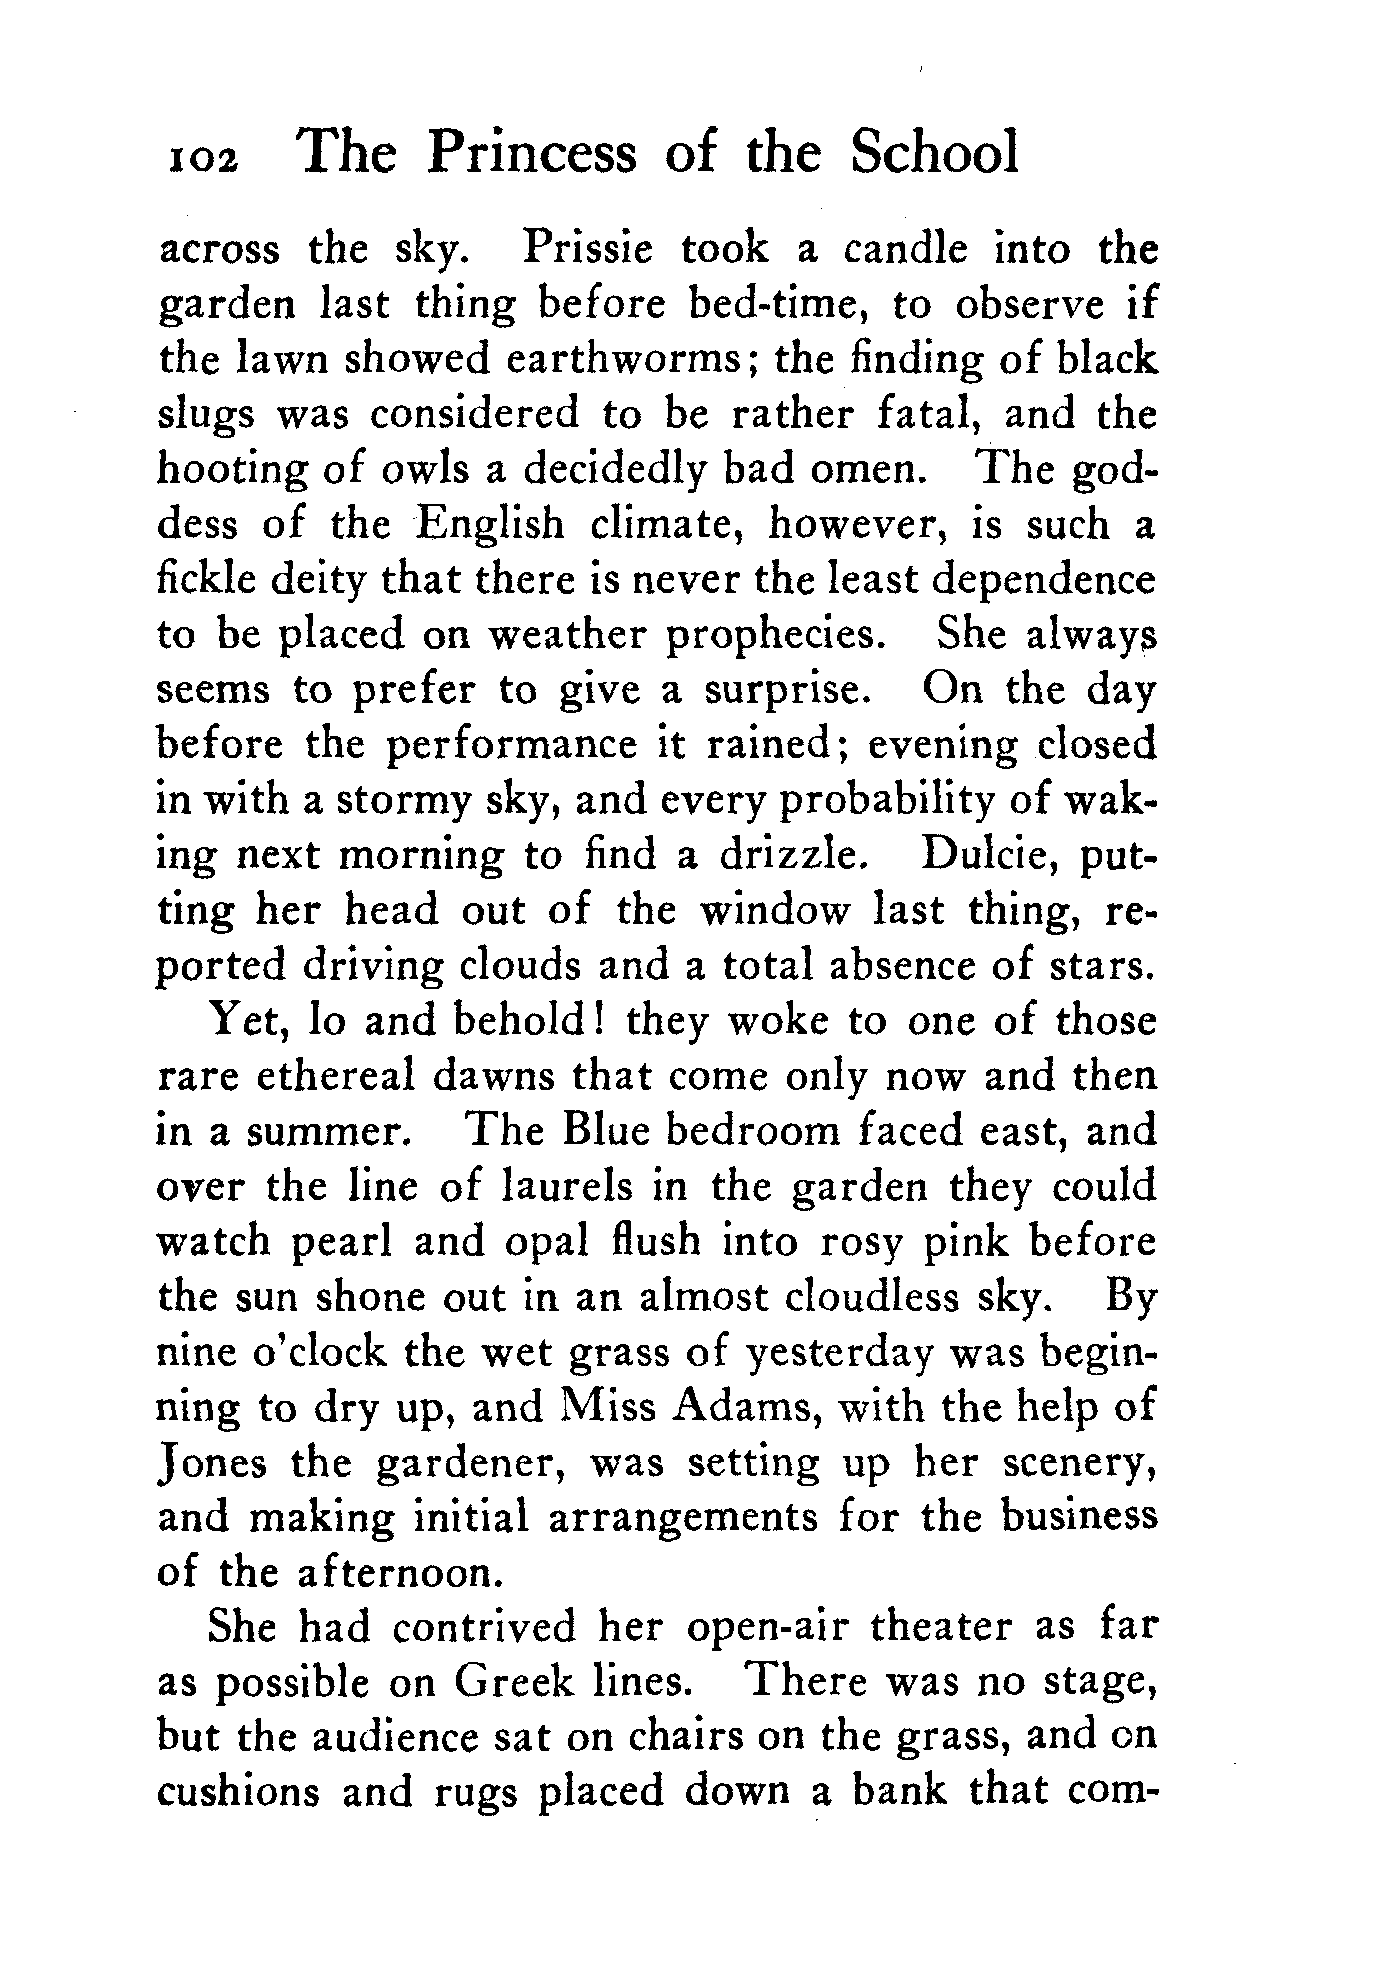 102 The Princess of the School
across the sky. Prissie took a candle into the
garden last thing before bed-time, to observe if
the lawn showed earthworms; the finding of black
slugs was considered to be rather fatal, and the
hooting of owls a decidedly bad omen. The god-
dess of the English climate, however, is such a
fickle deity that there is never the least dependence
to be placed on weather prophecies. She always
seems to prefer to give a surprise. On the day
before the performance it rained; evening closed
in with a stormy sky, and every probability of wak-
ing next morning to find a drizzle. Dulcie, put-
ting her head out of the window last thing, re-
ported driving clouds and a total absence of stars.
Yet, lo and behold! they woke to one of those
rare ethereal dawns that come only now and then
in a summer. The Blue bedroom faced east, and
over the line of laurels in the garden they could
watch pearl and opal flush into rosy pink before
the sun shone out in an almost cloudless sky. By
nine o'clock the wet grass of yesterday was begin-
ning to dry up, and Miss Adams, with the help of
Jones the gardener, was setting up her scenery,
and making initial arrangements for the business
of the afternoon.
She had contrived her open-air theater as far
as possible on Greek lines. There was no stage,
but the audience sat on chairs on the grass, and on
cushions and rugs placed down a bank that com-